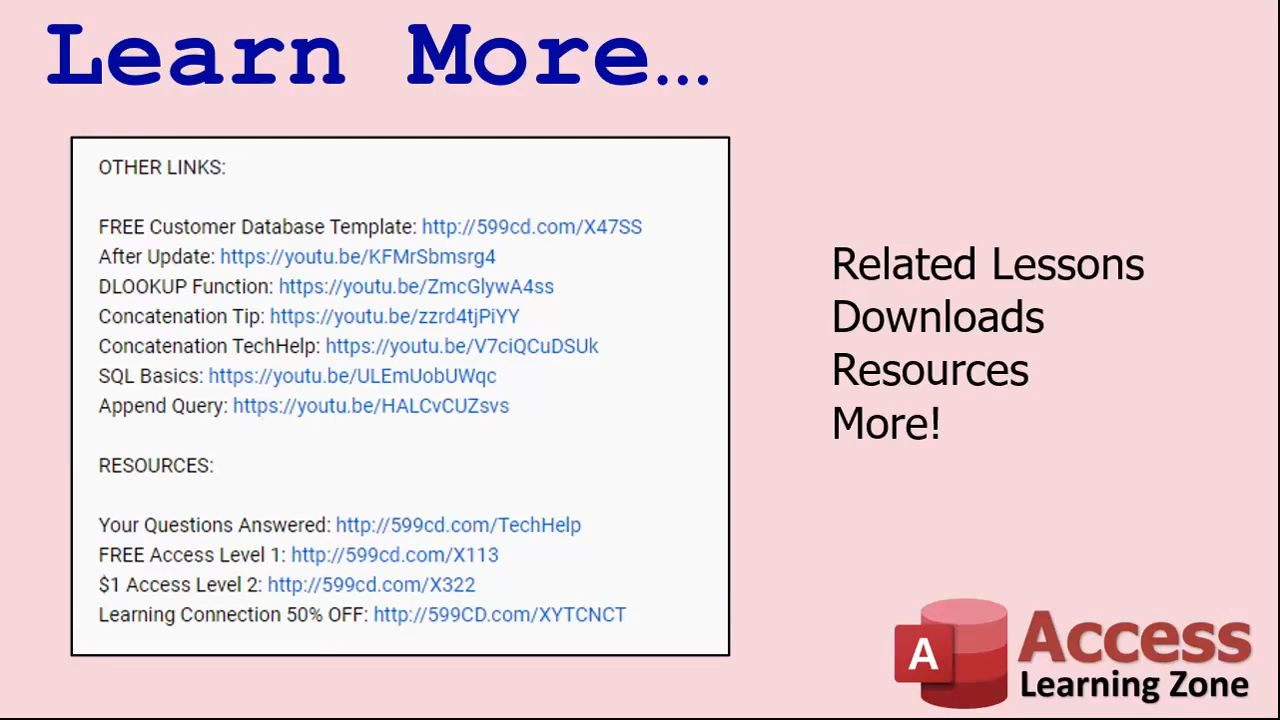 Learn More...
OTHER LINKS:
FREE Customer Database Template: http://599cd.com/X47SS
After Update: https://youtu.be/KFMrSbmsrg4
DLOOKUP Function: https://youtu.be/ZmcGlywA4ss
Concatenation Tip: https://youtu.be/zzrd4tjPiYY
Concatenation TechHelp: https://youtu.be/V7ciQCuDSUk
SQL Basics: https://youtu.be/ULEmUobUWqc
Append Query: https://youtu.be/HALCvCUZsvs
RESOURCES:
Your Questions Answered: http://599cd.com/TechHelp
FREE Access Level 1: http://599cd.com/X113
$1 Access Level 2: http://599cd.com/X322
Learning Connection 50% OFF: http://599CD.com/XYTCNCT
Related Lessons
Downloads
Resources
More!
A
Access
Learning Zone